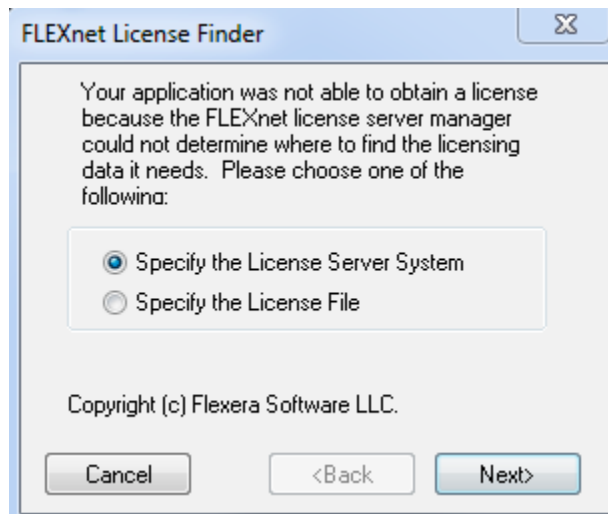 FLEXnet License Finder
Your application was not able to obtain a license
because the FLEXnet license server manager
could not determine where to find the licensing
data it needs.  Please choose one of the
following:
Specify the License Server System
Specify the License File
Copyright (c) Flexera Software LLC.
Cancel
<Back
Next>